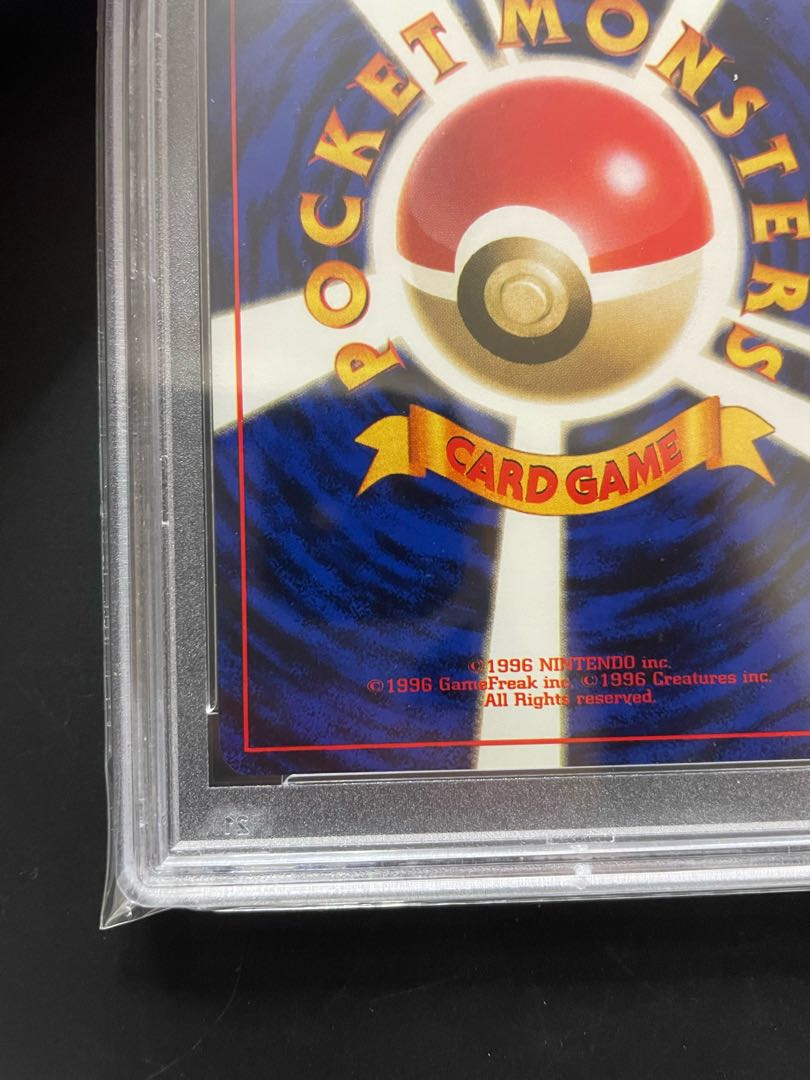 POCKET MONSTERS
CARD GAME
©1996 NINTENDO inc.
©1996 GameFreak inc. ©1996 Creatures inc.
All Rights reserved.